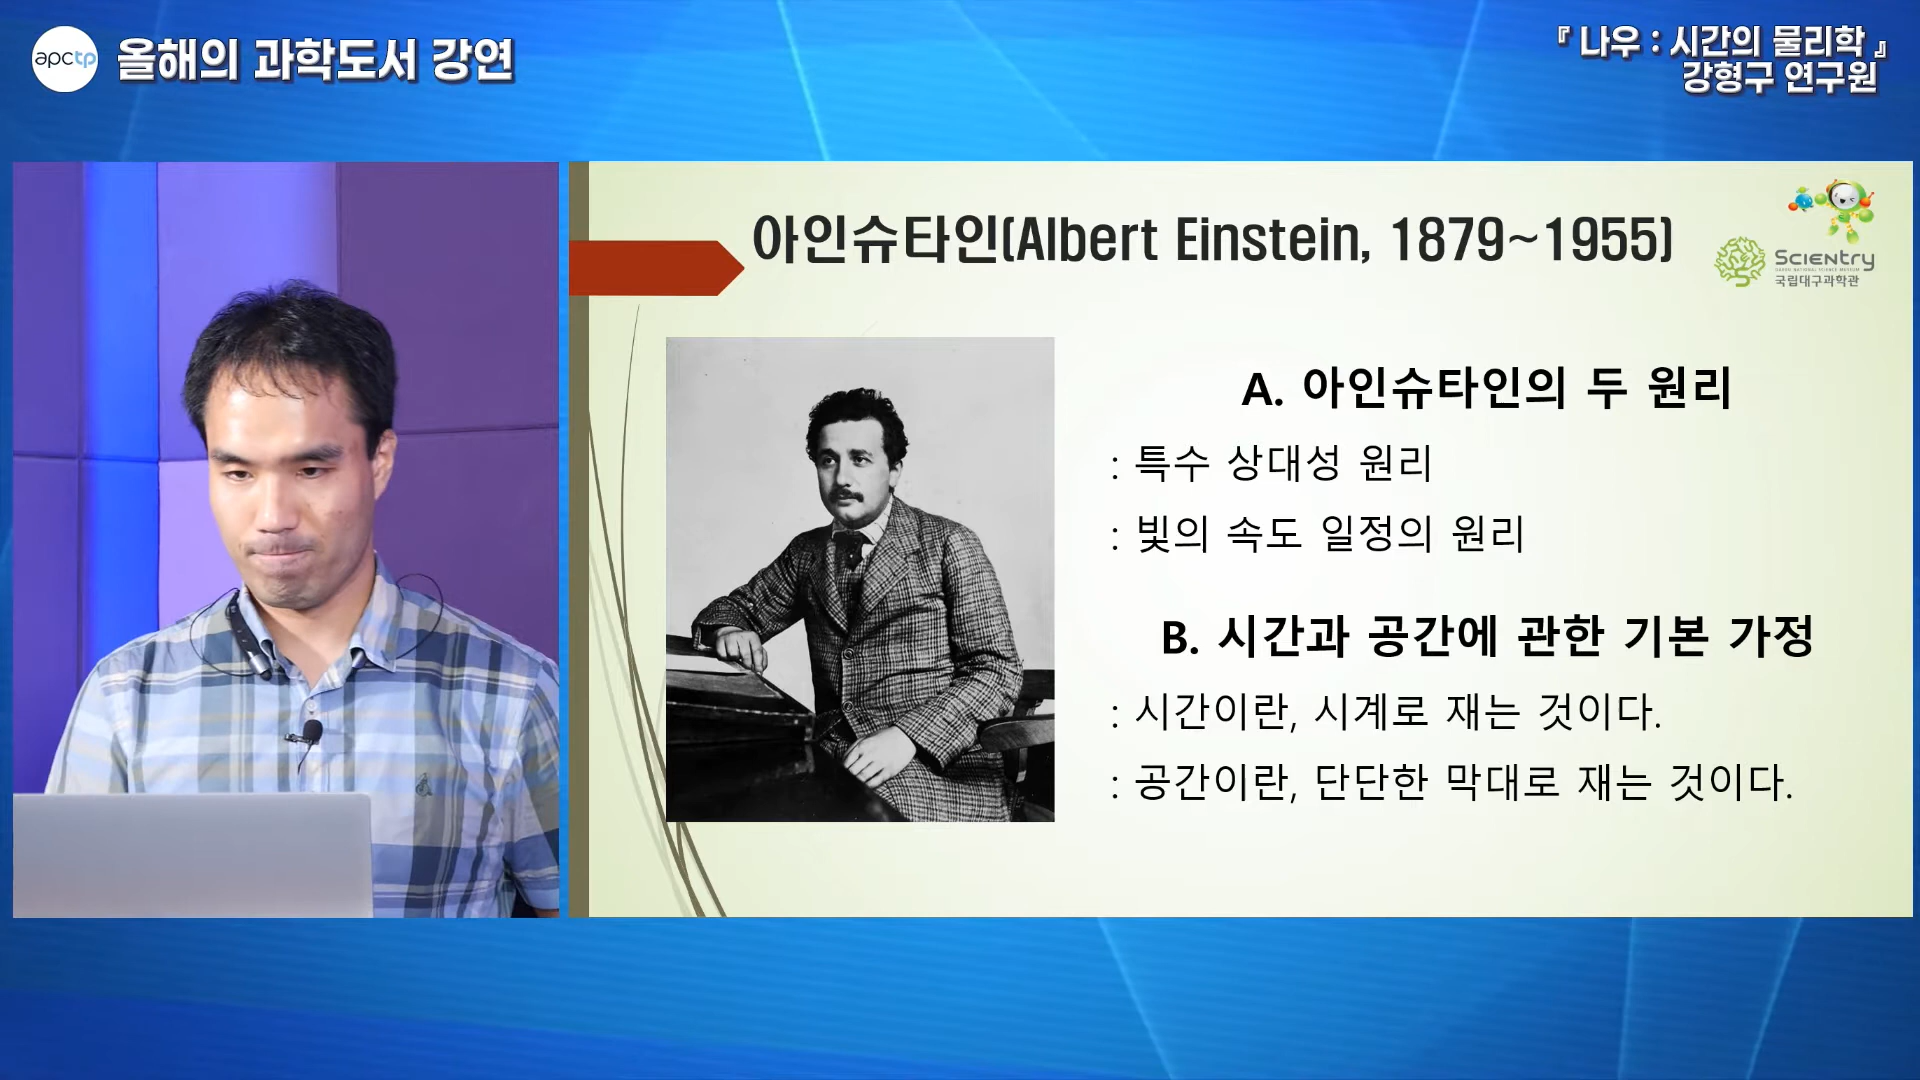 apctp 올해의 과학도서 강연
『 나우 : 시간의 물리학 』
강형구 연구원
아인슈타인(Albert Einstein, 1879~1955)
Scientry
국립대구과학관
A. 아인슈타인의 두 원리
: 특수 상대성 원리
: 빛의 속도 일정의 원리
B. 시간과 공간에 관한 기본 가정
: 시간이란, 시계로 재는 것이다.
: 공간이란, 단단한 막대로 재는 것이다.